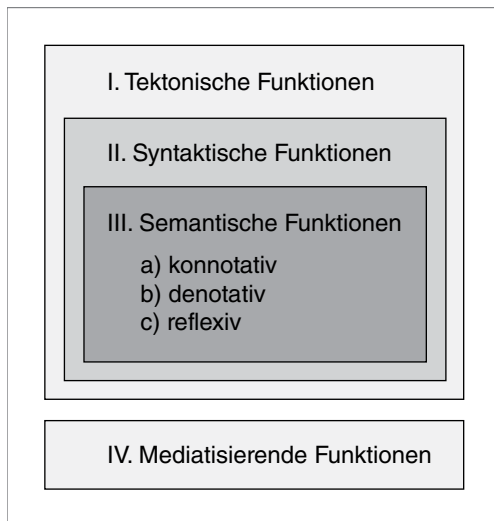 I. Tektonische Funktionen
II. Syntaktische Funktionen
III. Semantische Funktionen
a) konnotativ
b) denotativ
c) reflexiv
IV. Mediatisierende Funktionen